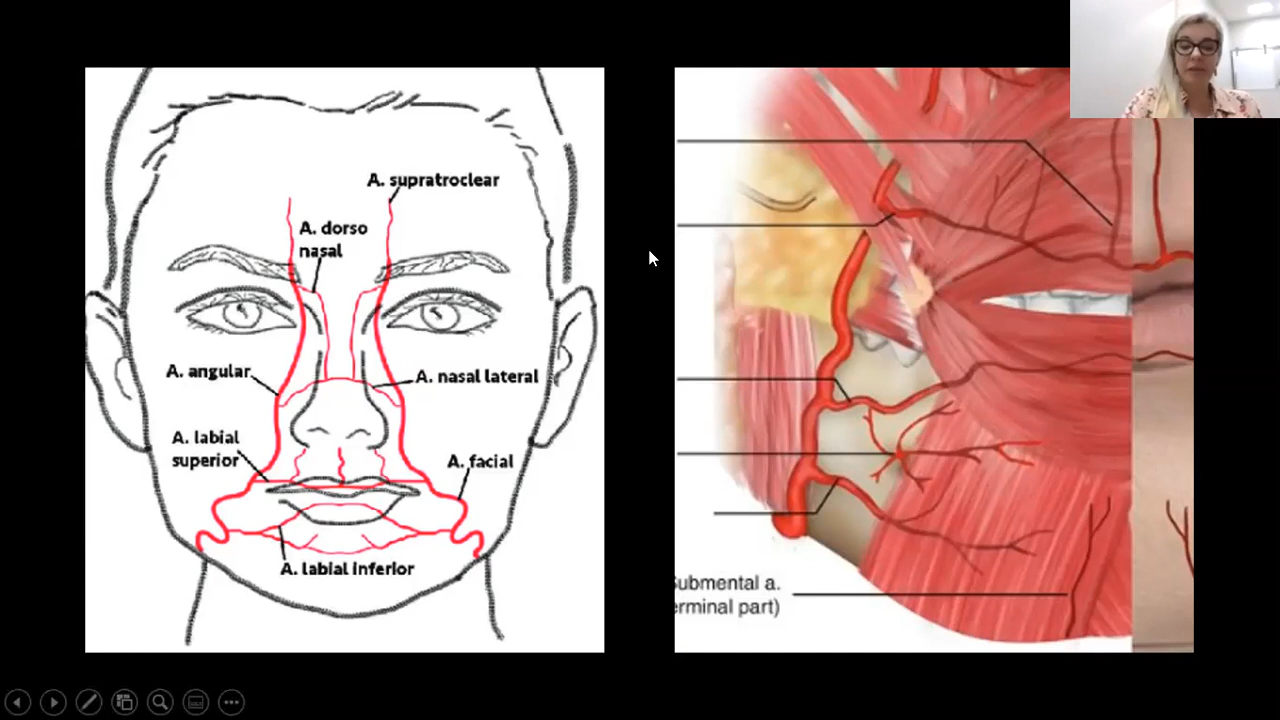 A. supratroclear
A. dorso
nasal
A. angular
A. nasal lateral
A. labial
superior
A. facial
A. labial inferior
Submental a.
erminal part)